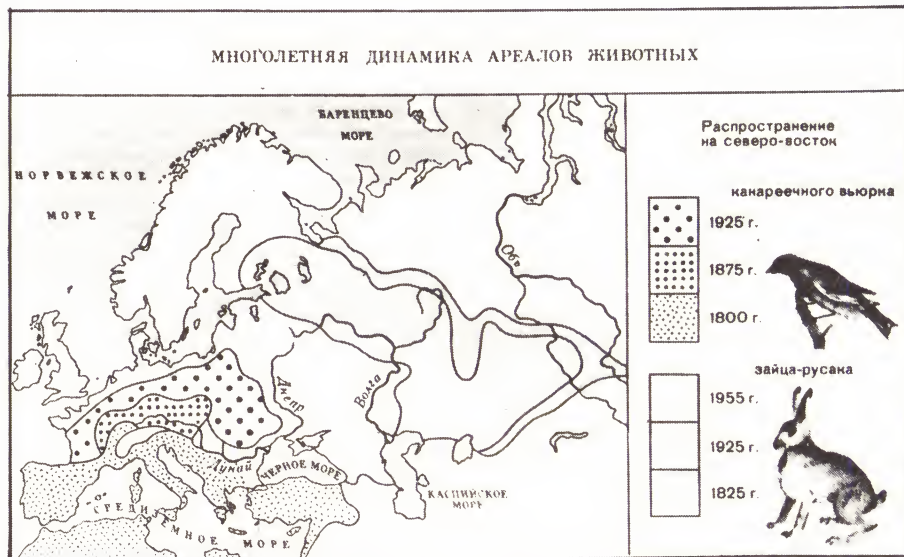 МНОГОЛЕТНЯЯ ДИНАМИКА АРЕАЛОВ ЖИВОТНЫХ
БАРЕНЦЕВО
МОРЕ
НОРВЕЖСКОЕ
МОРЕ
Обь
Днепр
Волга
Дунай
ЧЕРНОЕ МОРЕ
КАСПИЙСКОЕ
МОРЕ
СРЕДИЗЕМНОЕ МОРЕ
Распространение
на северо-восток
канареечного вьюрка
1925 г.
1875 г.
1800 г.
зайца-русака
1955 г.
1925 г.
1825 г.